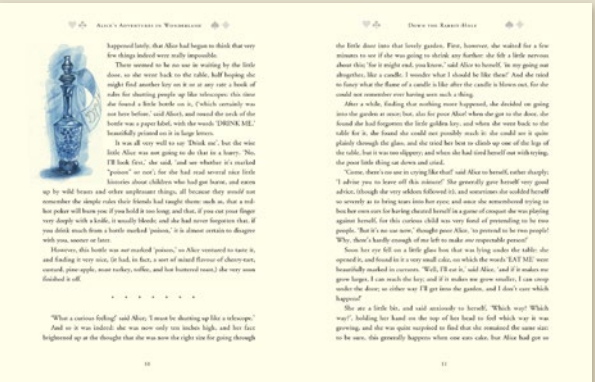 ALICE'S ADVENTURES IN WONDERLAND
happened lately, that Alice had begun to think that very
few things indeed were really impossible.
There seemed to be no use in waiting by the little
door, so she went back to the table, half hoping she
might find another key on it or at any rate a book of
rules for shutting people up like telescopes: this time
she found a little bottle on it, ('which certainly was
not here before,' said Alice), and round the neck of the
bottle was a paper label, with the words 'DRINK ME,'
beautifully printed on it in large letters.
It was all very well to say 'Drink me', but the wise
little Alice was not going to do that in a hurry. 'No,
I'll look first,' she said, 'and see whether it's marked
"poison" or not'; for she had read several nice little
histories about children who had got burnt, and eaten
up by wild beasts and other unpleasant things, all because they would not
remember the simple rules their friends had taught them: such as, that a red-
hot poker will burn you if you hold it too long; and that, if you cut your finger
very deeply with a knife, it usually bleeds; and she had never forgotten that, if
you drink much from a bottle marked 'poison,' it is almost certain to disagree
with you, sooner or later.
However, this bottle was not marked 'poison,' so Alice ventured to taste it,
and finding it very nice, (it had, in fact, a sort of mixed flavour of cherry-tart,
custard, pine-apple, roast turkey, toffee, and hot buttered toast,) she very soon
finished it off.
* * * * * * *
'What a curious feeling!' said Alice; 'I must be shutting up like a telescope.'
And so it was indeed: she was now only ten inches high, and her face
brightened up at the thought that she was now the right size for going through
10
DOWN THE RABBIT-HOLE
the little door into that lovely garden. First, however, she waited for a few
minutes to see if she was going to shrink any further: she felt a little nervous
about this; 'for it might end, you know,' said Alice to herself, 'in my going out
altogether, like a candle. I wonder what I should be like then?' And she tried
to fancy what the flame of a candle is like after the candle is blown out, for she
could not remember ever having seen such a thing.
After a while, finding that nothing more happened, she decided on going
into the garden at once; but, alas for poor Alice! when she got to the door, she
found she had forgotten the little golden key, and when she went back to the
table for it, she found she could not possibly reach it: she could see it quite
plainly through the glass, and she tried her best to climb up one of the legs of
the table, but it was too slippery; and when she had tired herself out with trying,
the poor little thing sat down and cried.
'Come, there's no use in crying like that!' said Alice to herself, rather sharply;
'I advise you to leave off this minute!' She generally gave herself very good
advice, (though she very seldom followed it), and sometimes she scolded herself
so severely as to bring tears into her eyes; and once she remembered trying to
box her own ears for having cheated herself in a game of croquet she was playing
against herself, for this curious child was very fond of pretending to be two
people. 'But it's no use now,' thought poor Alice, 'to pretend to be two people!
Why, there's hardly enough of me left to make one respectable person!'
Soon her eye fell on a little glass box that was lying under the table: she
opened it, and found in it a very small cake, on which the words 'EAT ME' were
beautifully marked in currants. 'Well, I'll eat it,' said Alice, 'and if it makes me
grow larger, I can reach the key; and if it makes me grow smaller, I can creep
under the door; so either way I'll get into the garden, and I don't care which
happens!'
She ate a little bit, and said anxiously to herself, 'Which way? Which
way?', holding her hand on the top of her head to feel which way it was
growing, and she was quite surprised to find that she remained the same size:
to be sure, this generally happens when one eats cake, but Alice had got so
11